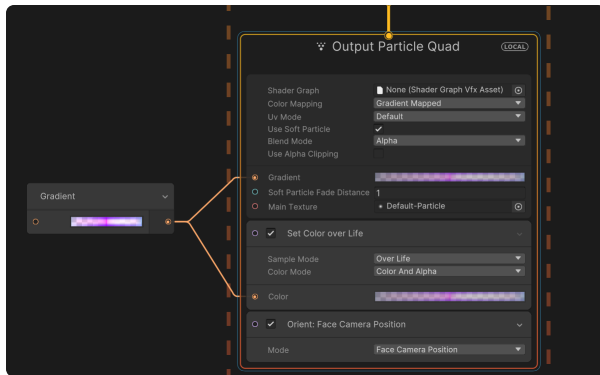 Output Particle Quad
LOCAL
Shader Graph
None (Shader Graph Vfx Asset)
Color Mapping
Gradient Mapped
Uv Mode
Default
Use Soft Particle
Blend Mode
Alpha
Use Alpha Clipping
Gradient
Gradient
Soft Particle Fade Distance
1
Main Texture
Default-Particle
Set Color over Life
Sample Mode
Over Life
Color Mode
Color And Alpha
Color
Orient: Face Camera Position
Mode
Face Camera Position